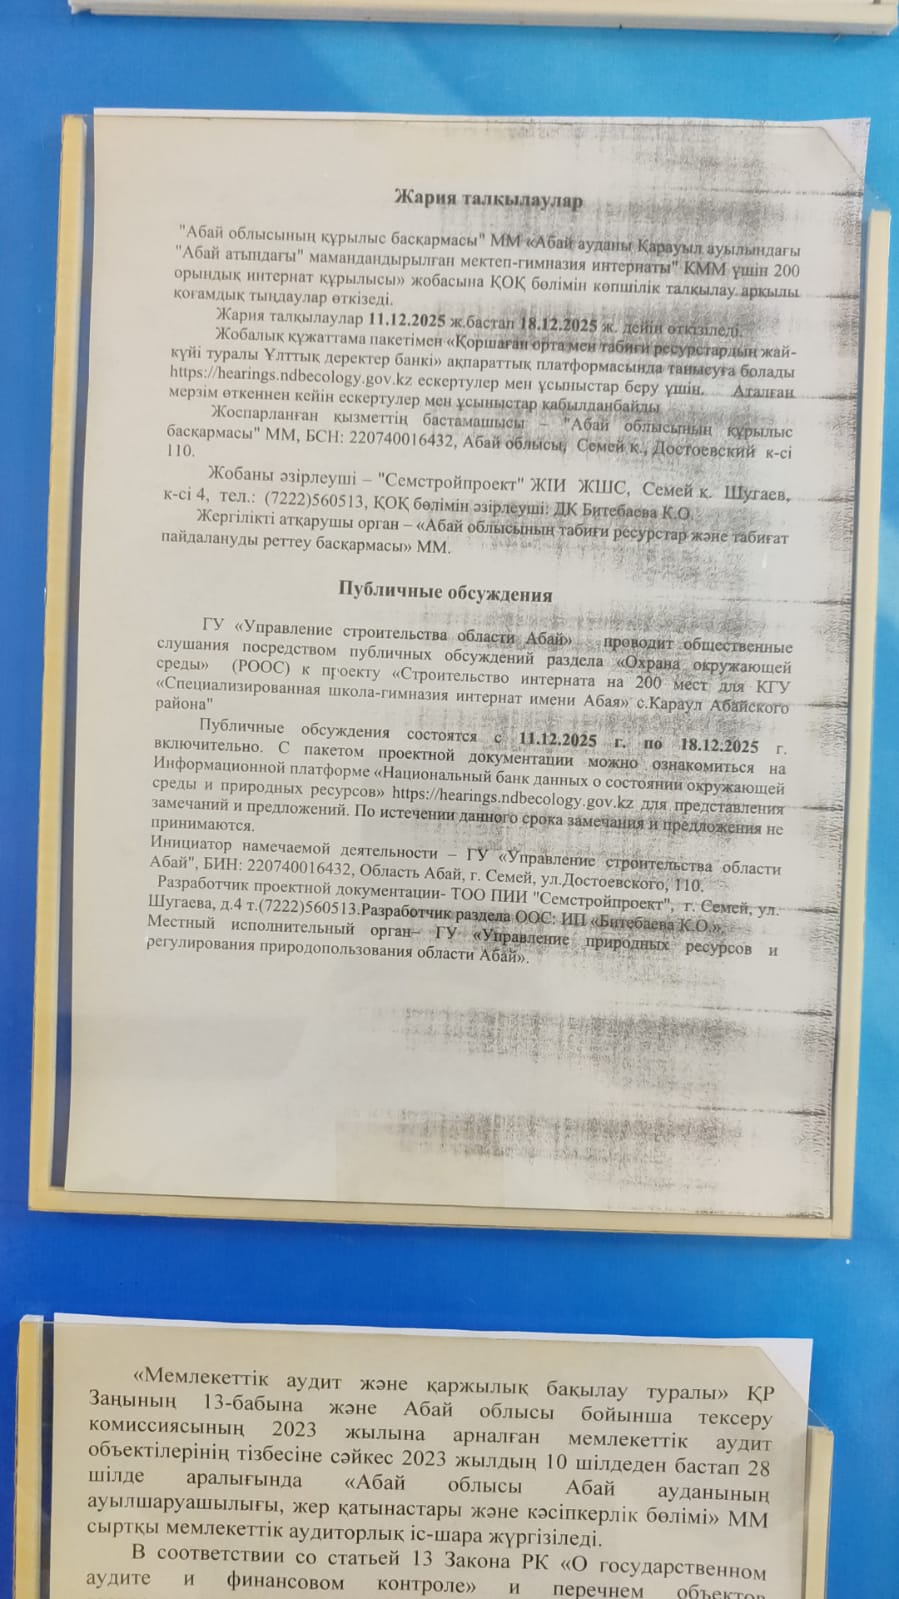 Жария талқылаулар
"Абай облысының құрылыс басқармасы" ММ «Абай ауданы Қарауыл ауылындағы
"Абай атындағы" мамандандырылған мектеп-гимназия интернаты" КММ үшін 200
орындық интернат құрылысы» жобасына ҚОҚ бөлімін көпшілік талқылау арқылы
қоғамдық тыңдаулар өткізеді.
Жария талқылаулар 11.12.2025 ж.бастап 18.12.2025 ж. дейін өткізіледі.
Жобалық құжаттама пакетімен «Қоршаған орта мен табиғи ресурстардың жай-
күйі туралы Ұлттық деректер банкі» ақпараттық платформасында танысуға болады
https://hearings.ndbecology.gov.kz ескертулер мен ұсыныстар беру үшін. Аталған
мерзім өткеннен кейін ескертулер мен ұсыныстар қабылданбайды
Жоспарланған қызметтің бастамашысы – "Абай облысының құрылыс
басқармасы" ММ, БСН: 220740016432, Абай облысы, Семей қ., Достоевский к-сі
110.
Жобаны әзірлеуші – "Семстройпроект" ЖІИ ЖШС, Семей қ. Шугаев,
к-сі 4, тел.: (7222)560513, ҚОҚ бөлімін әзірлеуші: ДК Битебаева К.О.
Жергілікті атқарушы орган – «Абай облысының табиғи ресурстар және табиғат
пайдалануды реттеу басқармасы» ММ.
Публичные обсуждения
ГУ «Управление строительства области Абай» проводит общественные
слушания посредством публичных обсуждений раздела «Охрана окружающей
среды» (РООС) к проекту «Строительство интерната на 200 мест для КГУ
«Специализированная школа-гимназия интернат имени Абая» с.Караул Абайского
района"
Публичные обсуждения состоятся с 11.12.2025 г. по 18.12.2025 г.
включительно. С пакетом проектной документации можно ознакомиться на
Информационной платформе «Национальный банк данных о состоянии окружающей
среды и природных ресурсов» https://hearings.ndbecology.gov.kz для представления
замечаний и предложений. По истечении данного срока замечания и предложения не
принимаются.
Инициатор намечаемой деятельности – ГУ «Управление строительства области
Абай", БИН: 220740016432, Область Абай, г. Семей, ул.Достоевского, 110.
Разработчик проектной документации- ТОО ПИИ "Семстройпроект", г. Семей, ул.
Шугаева, д.4 т.(7222)560513.Разработчик раздела ООС: ИП «Битебаева К.О.».
Местный исполнительный орган– ГУ «Управление природных ресурсов и
регулирования природопользования области Абай».
«Мемлекеттік аудит және қаржылық бақылау туралы» ҚР
Заңының 13-бабына және Абай облысы бойынша тексеру
комиссиясының 2023 жылына арналған мемлекеттік аудит
объектілерінің тізбесіне сәйкес 2023 жылдың 10 шілдеден бастап 28
шілде аралығында «Абай облысы Абай ауданының
ауылшаруашылығы, жер қатынастары және кәсіпкерлік бөлімі» ММ
сыртқы мемлекеттік аудиторлық іс-шара жүргізіледі.
В соответствии со статьей 13 Закона РК «О государственном
аудите и финансовом контроле» и перечнем объектов